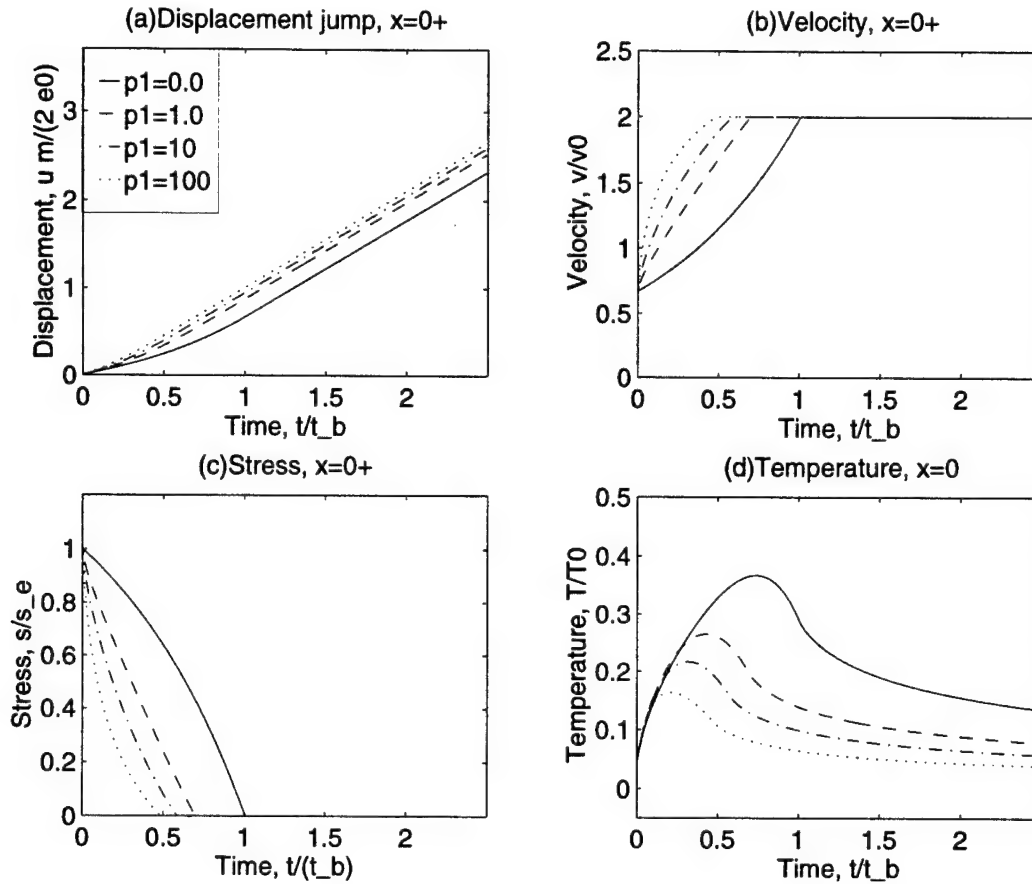 (a)Displacement jump, x=0+
3
2
1
0
Displacement, u m/(2 e0)
p1=0.0
p1=1.0
p1=10
p1=100
0 0.5 1 1.5 2
Time, t/t_b
(b)Velocity, x=0+
2.5
2
1.5
1
0.5
0
Velocity, v/v0
0 0.5 1 1.5 2
Time, t/t_b
(c)Stress, x=0+
1
0.8
0.6
0.4
0.2
0
Stress, s/s_e
0 0.5 1 1.5 2
Time, t/(t_b)
(d)Temperature, x=0
0.5
0.4
0.3
0.2
0.1
0
Temperature, T/T0
0 0.5 1 1.5 2
Time, t/t_b